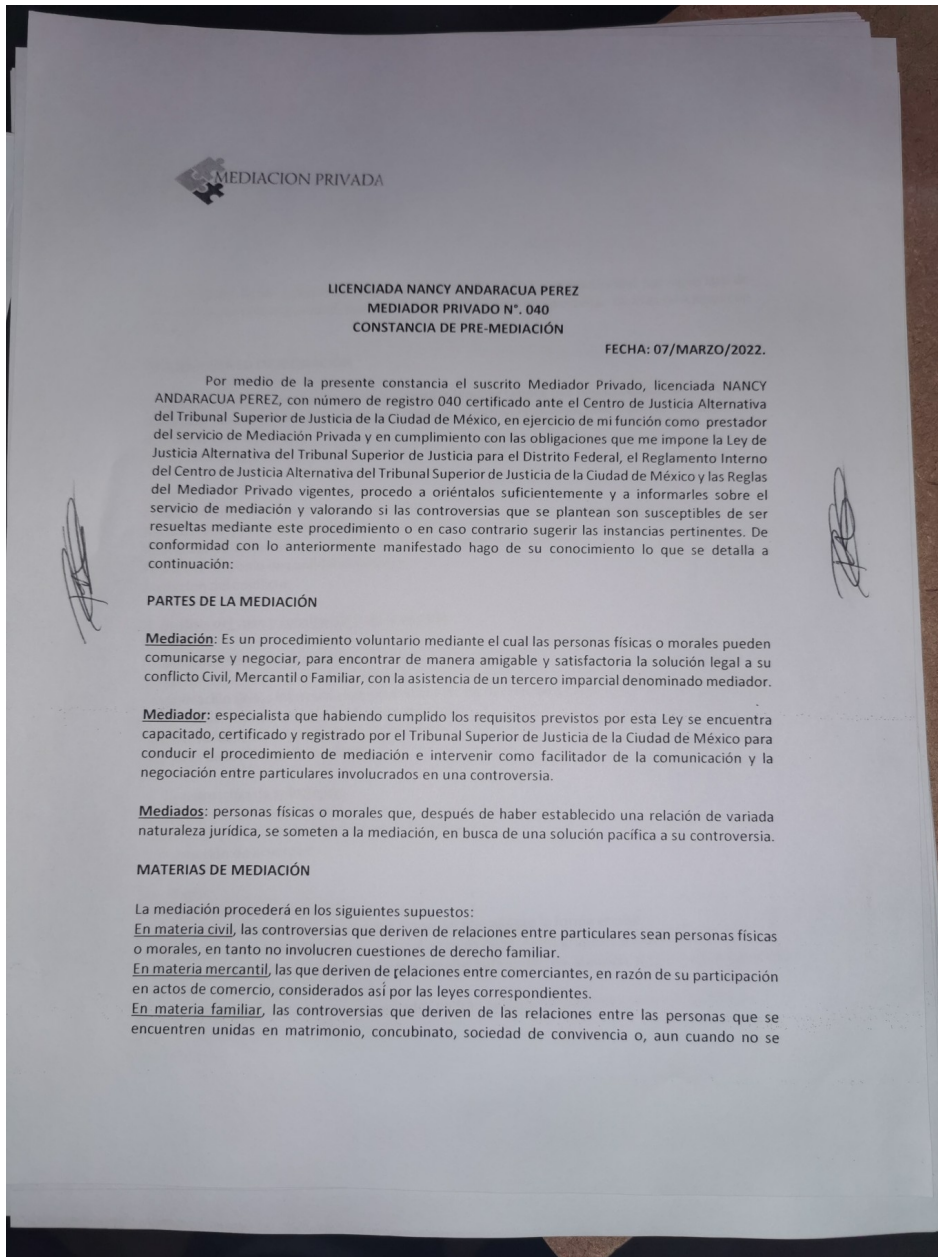 MEDIACION PRIVADA
LICENCIADA NANCY ANDARACUA PEREZ
MEDIADOR PRIVADO N°. 040
CONSTANCIA DE PRE-MEDIACIÓN
FECHA: 07/MARZO/2022.
Por medio de la presente constancia el suscrito Mediador Privado, licenciada NANCY
ANDARACUA PEREZ, con número de registro 040 certificado ante el Centro de Justicia Alternativa
del Tribunal Superior de Justicia de la Ciudad de México, en ejercicio de mi función como prestador
del servicio de Mediación Privada y en cumplimiento con las obligaciones que me impone la Ley de
Justicia Alternativa del Tribunal Superior de Justicia para el Distrito Federal, el Reglamento Interno
del Centro de Justicia Alternativa del Tribunal Superior de Justicia de la Ciudad de México y las Reglas
del Mediador Privado vigentes, procedo a oriéntalos suficientemente y a informarles sobre el
servicio de mediación y valorando si las controversias que se plantean son susceptibles de ser
resueltas mediante este procedimiento o en caso contrario sugerir las instancias pertinentes. De
conformidad con lo anteriormente manifestado hago de su conocimiento lo que se detalla a
continuación:
PARTES DE LA MEDIACIÓN
Mediación: Es un procedimiento voluntario mediante el cual las personas físicas o morales pueden
comunicarse y negociar, para encontrar de manera amigable y satisfactoria la solución legal a su
conflicto Civil, Mercantil o Familiar, con la asistencia de un tercero imparcial denominado mediador.
Mediador: especialista que habiendo cumplido los requisitos previstos por esta Ley se encuentra
capacitado, certificado y registrado por el Tribunal Superior de Justicia de la Ciudad de México para
conducir el procedimiento de mediación e intervenir como facilitador de la comunicación y la
negociación entre particulares involucrados en una controversia.
Mediados: personas físicas o morales que, después de haber establecido una relación de variada
naturaleza jurídica, se someten a la mediación, en busca de una solución pacífica a su controversia.
MATERIAS DE MEDIACIÓN
La mediación procederá en los siguientes supuestos:
En materia civil, las controversias que deriven de relaciones entre particulares sean personas físicas
o morales, en tanto no involucren cuestiones de derecho familiar.
En materia mercantil, las que deriven de relaciones entre comerciantes, en razón de su participación
en actos de comercio, considerados así por las leyes correspondientes.
En materia familiar, las controversias que deriven de las relaciones entre las personas que se
encuentren unidas en matrimonio, concubinato, sociedad de convivencia o, aun cuando no se